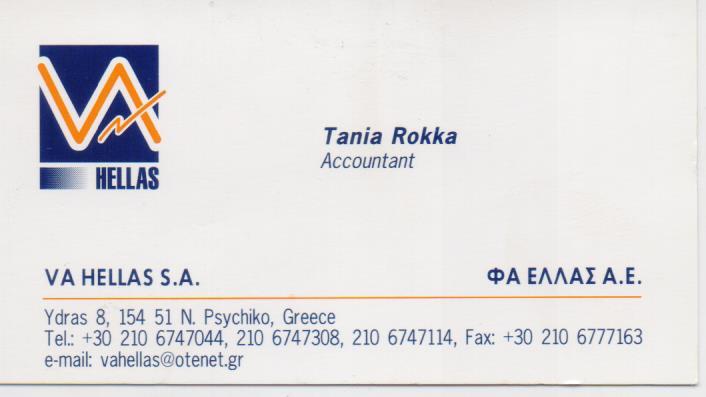 VA
HELLAS
Tania Rokka
Accountant
VA HELLAS S.A.
ΦΑ ΕΛΛΑΣ Α.Ε.
Ydras 8, 154 51 N. Psychiko, Greece
Tel.: +30 210 6747044, 210 6747308, 210 6747114, Fax: +30 210 6777163
e-mail: vahellas@otenet.gr